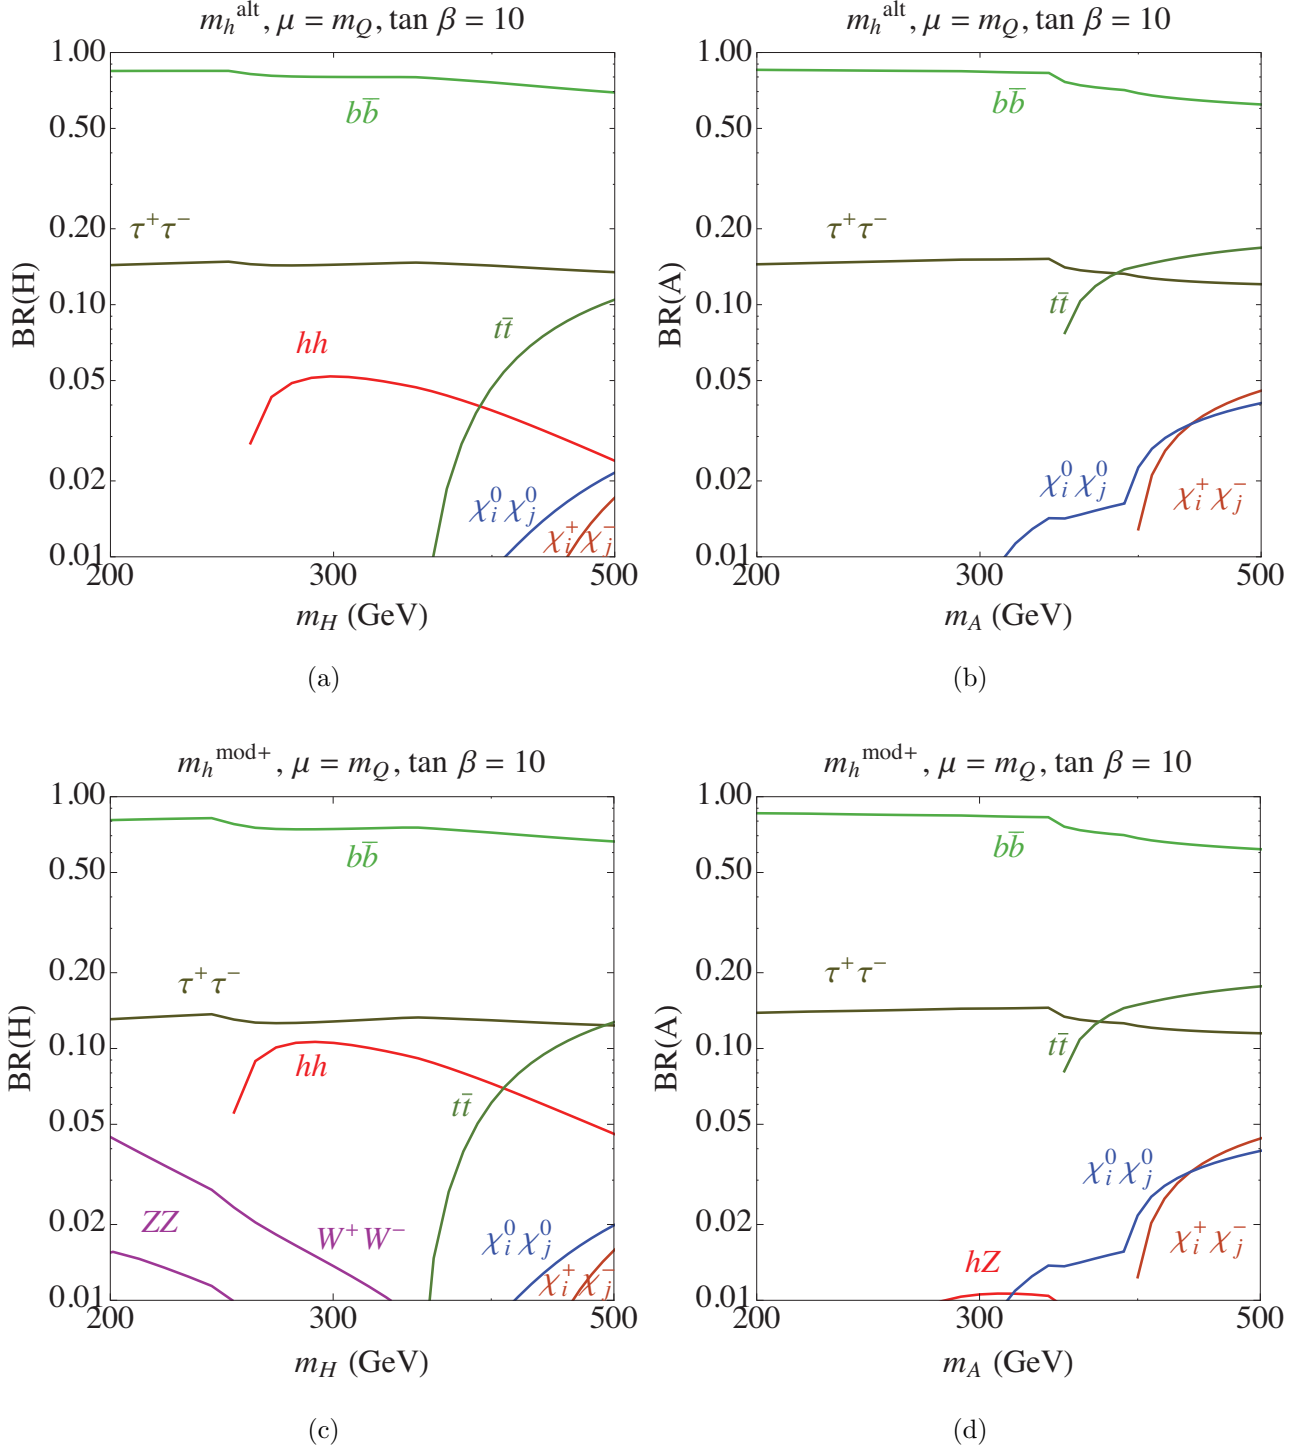 m_h^alt, μ = m_Q, tan β = 10
1.00
0.50
0.20
0.10
0.05
0.02
0.01
BR(H)
bb̄
τ⁺τ⁻
hh
tt̄
χ_i^0 χ_j^0
χ_i^+ χ_j^-
200
300
500
m_H (GeV)
(a)
m_h^alt, μ = m_Q, tan β = 10
1.00
0.50
0.20
0.10
0.05
0.02
0.01
BR(A)
bb̄
τ⁺τ⁻
tt̄
χ_i^0 χ_j^0
χ_i^+ χ_j^-
200
300
500
m_A (GeV)
(b)
m_h^mod+, μ = m_Q, tan β = 10
1.00
0.50
0.20
0.10
0.05
0.02
0.01
BR(H)
bb̄
τ⁺τ⁻
hh
tt̄
ZZ
W⁺W⁻
χ_i^0 χ_j^0
χ_i^+ χ_j^-
200
300
500
m_H (GeV)
(c)
m_h^mod+, μ = m_Q, tan β = 10
1.00
0.50
0.20
0.10
0.05
0.02
0.01
BR(A)
bb̄
τ⁺τ⁻
tt̄
χ_i^0 χ_j^0
χ_i^+ χ_j^-
hZ
200
300
500
m_A (GeV)
(d)